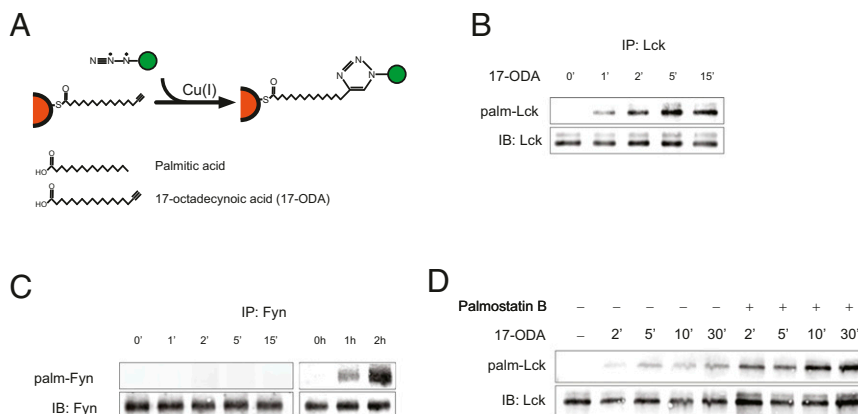 A
N≡N–N
Cu(I)
S
O
S
O
N
N
N
HO
O
Palmitic acid
HO
O
17-octadecynoic acid (17-ODA)
B
IP: Lck
17-ODA 0' 1' 2' 5' 15'
palm-Lck
IB: Lck
C
IP: Fyn
0' 1' 2' 5' 15' 0h 1h 2h
palm-Fyn
IB: Fyn
D
Palmostatin B – – – – – + + + +
17-ODA – 2' 5' 10' 30' 2' 5' 10' 30'
palm-Lck
IB: Lck